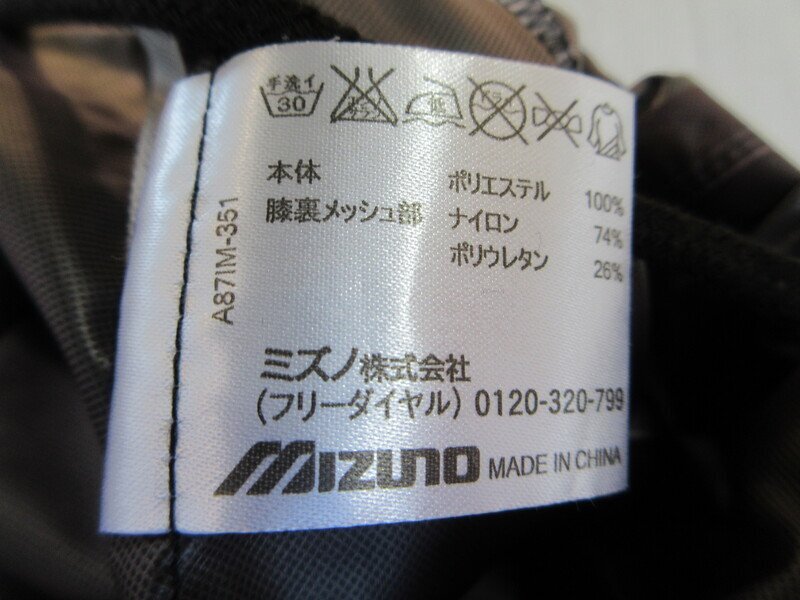 手洗イ
30
本体 ポリエステル 100%
膝裏メッシュ部 ナイロン 74%
ポリウレタン 26%
A87IM-351
ミズノ株式会社
(フリーダイヤル) 0120-320-799
MIZUNO MADE IN CHINA